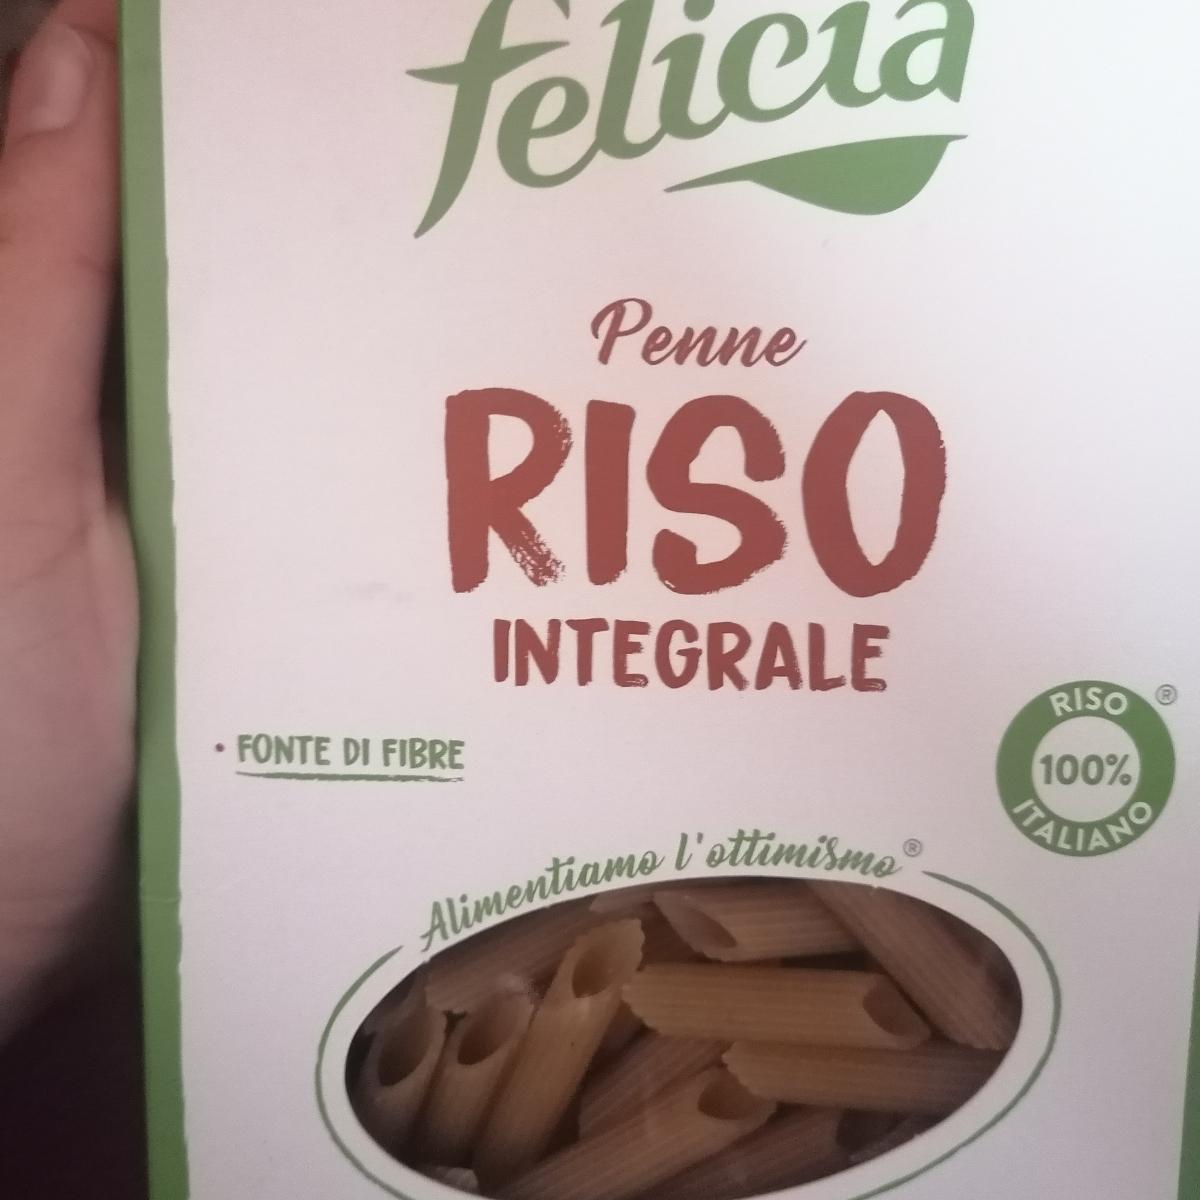 felicia
Penne
RISO
INTEGRALE
• FONTE DI FIBRE
RISO ®
100%
ITALIANO
Alimentiamo l'ottimismo®